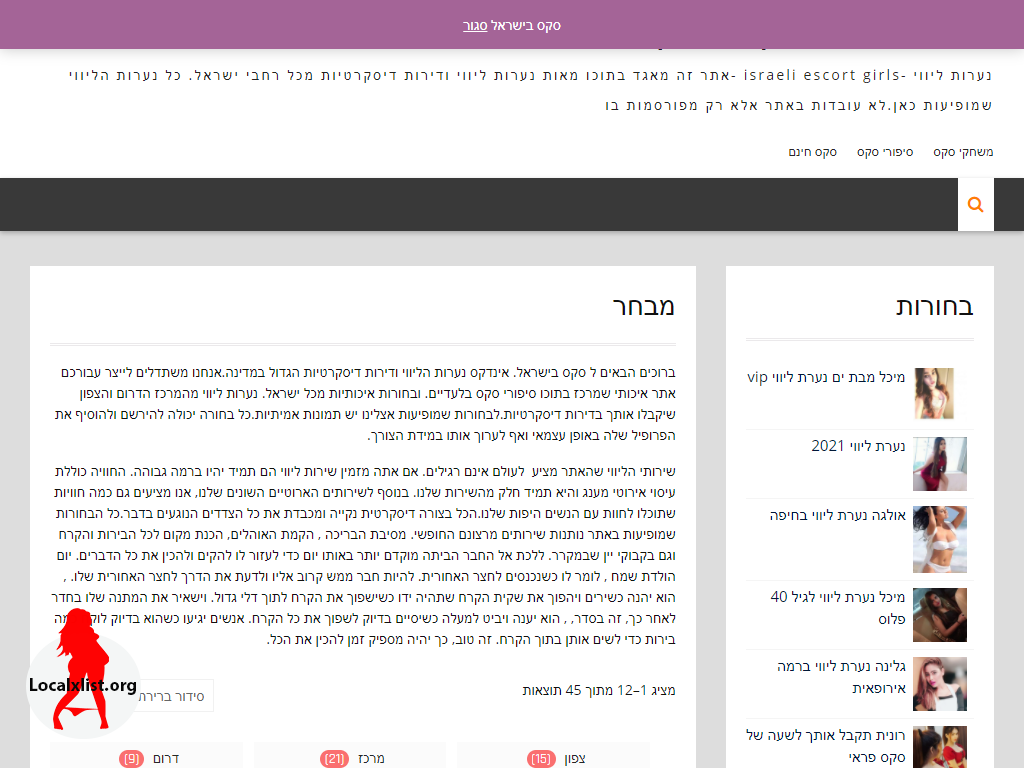 סקס בישראל סגור
נערות ליווי -israeli escort girls -אתר זה מאגד בתוכו מאות נערות ליווי ודירות דיסקרטיות מכל רחבי ישראל. כל נערות הליווי
שמופיעות כאן.לא עובדות באתר אלא רק מפורסמות בו
משחקי סקס סיפורי סקס סקס חינם
בחורות
מיכל מבת ים נערת ליווי vip
נערת ליווי 2021
אולגה נערת ליווי בחיפה
מיכל נערת ליווי לגיל 40
פלוס
גלינה נערת ליווי ברמה
אירופאית
רונית תקבל אותך לשעה של
סקס פראי
מבחר
ברוכים הבאים ל סקס בישראל. אינדקס נערות הליווי ודירות דיסקרטיות הגדול במדינה.אנחנו משתדלים לייצר עבורכם
אתר איכותי שמרכז בתוכו סיפורי סקס בלעדיים. ובחורות איכותיות מכל ישראל. נערות ליווי מהמרכז הדרום והצפון
שיקבלו אותך בדירות דיסקרטיות.לבחורות שמופיעות אצלינו יש תמונות אמיתיות.כל בחורה יכולה להירשם ולהוסיף את
הפרופיל שלה באופן עצמאי ואף לערוך אותו במידת הצורך.
שירותי הליווי שהאתר מציע לעולם אינם רגילים. אם אתה מזמין שירות ליווי הם תמיד יהיו ברמה גבוהה. החוויה כוללת
עיסוי אירוטי מענג והיא תמיד חלק מהשירות שלנו. בנוסף לשירותים הארוטיים השונים שלנו, אנו מציעים גם כמה חוויות
שתוכלו לחוות עם הנשים היפות שלנו.הכל בצורה דיסקרטית נקייה ומכבדת את כל הצדדים הנוגעים בדבר.כל הבחורות
שמופיעות באתר נותנות שירותים מרצונם החופשי. מסיבת הבריכה , הקמת האוהלים, הכנת מקום לכל הבירות והקרח
וגם בקבוקי יין שבמקרר. ללכת אל החבר הביתה מוקדם יותר באותו יום כדי לעזור לו להקים ולהכין את כל הדברים. יום
הולדת שמח , לומר לו כשנכנסים לחצר האחורית. להיות חבר ממש קרוב אליו ולדעת את הדרך לחצר האחורית שלו. ,
הוא יהנה כשירים ויהפוך את שקית הקרח שתהיה ידו כשישפוך את הקרח לתוך דלי גדול. וישאיר את המתנה שלו בחדר
לאחר כך, זה בסדר, , הוא יענה ויביט למעלה כשיסיים בדיוק לשפוך את כל הקרח. אנשים יגיעו כשהוא בדיוק
בירות כדי לשים אותן בתוך הקרח. זה טוב, כך יהיה מספיק זמן להכין את הכל.
מציג 1–12 מתוך 45 תוצאות
סידור ברירת
Localxlist.org
צפון (15) מרכז (21) דרום (9)